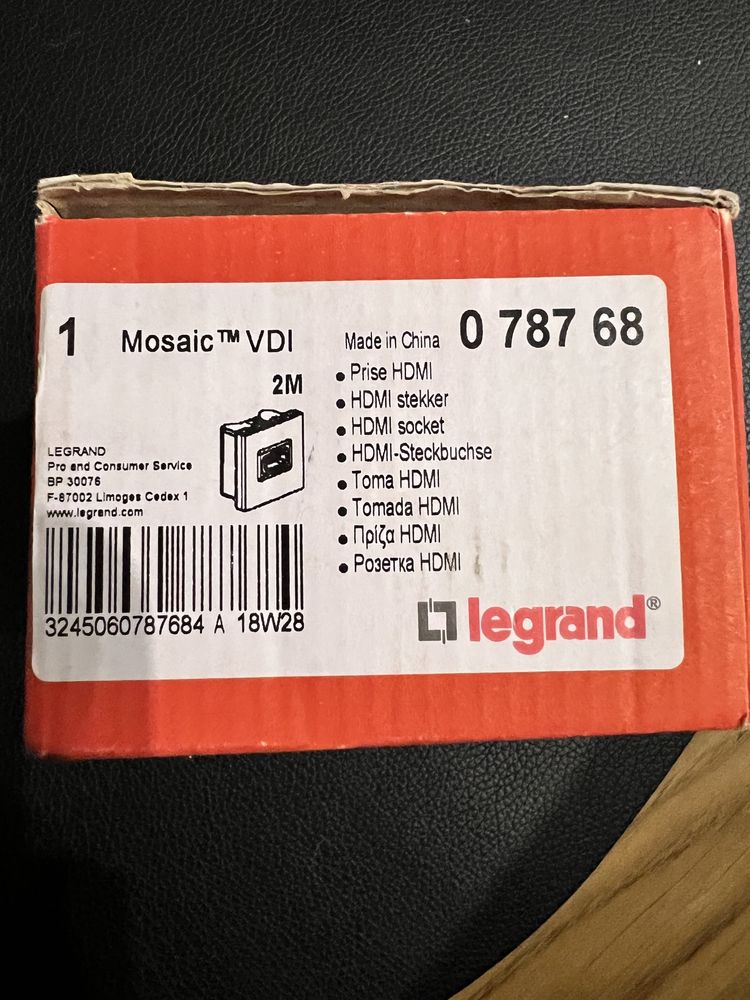 1 Mosaic™ VDI Made in China 0 787 68
2M
• Prise HDMI
• HDMI stekker
• HDMI socket
• HDMI-Steckbuchse
• Toma HDMI
• Tomada HDMI
• Πρίζα HDMI
• Розетка HDMI
LEGRAND
Pro and Consumer Service
BP 30076
F-87002 Limoges Cedex 1
www.legrand.com
3245060787684 A 18W28
legrand®